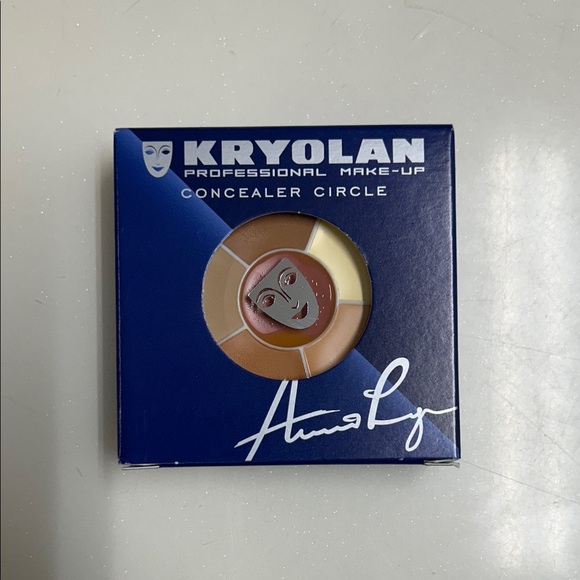 KRYOLAN
PROFESSIONAL MAKE-UP
CONCEALER CIRCLE